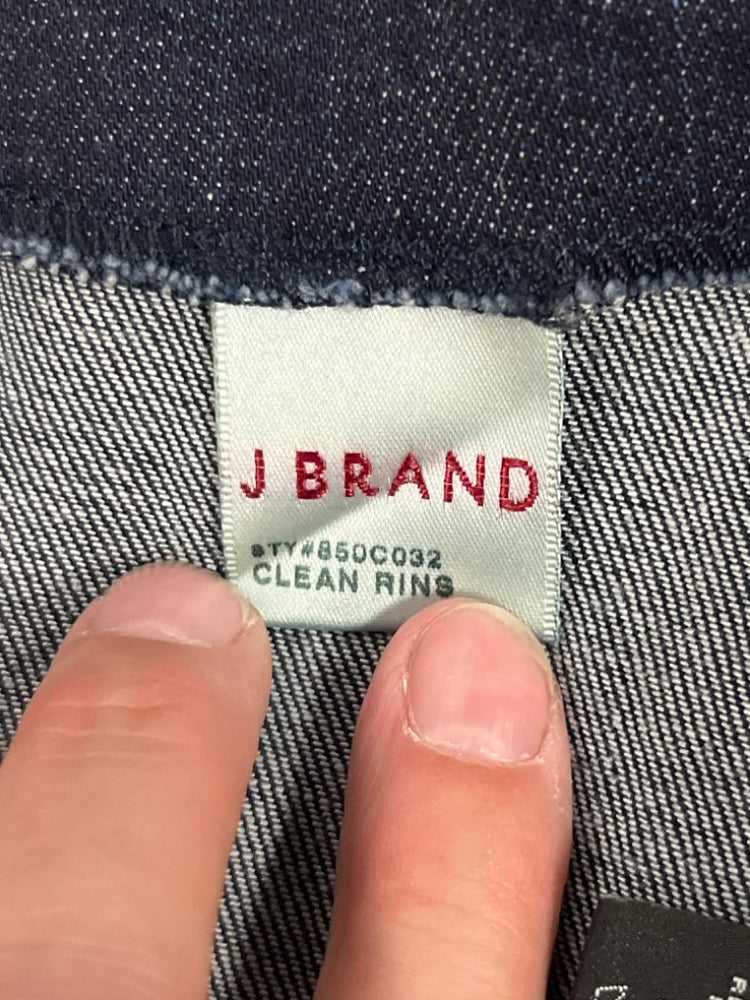 J BRAND
STY#850C032
CLEAN RINS